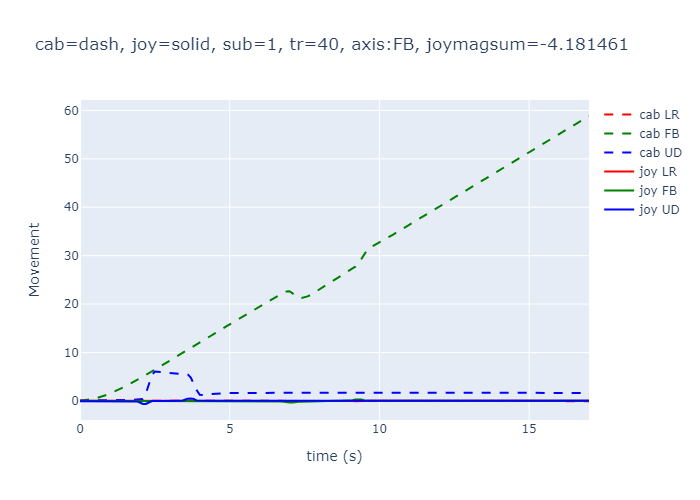 cab=dash, joy=solid, sub=1, tr=40, axis:FB, joymagsum=-4.181461
60
50
40
30
20
10
0
Movement
0 5 10 15
time (s)
cab LR
cab FB
cab UD
joy LR
joy FB
joy UD